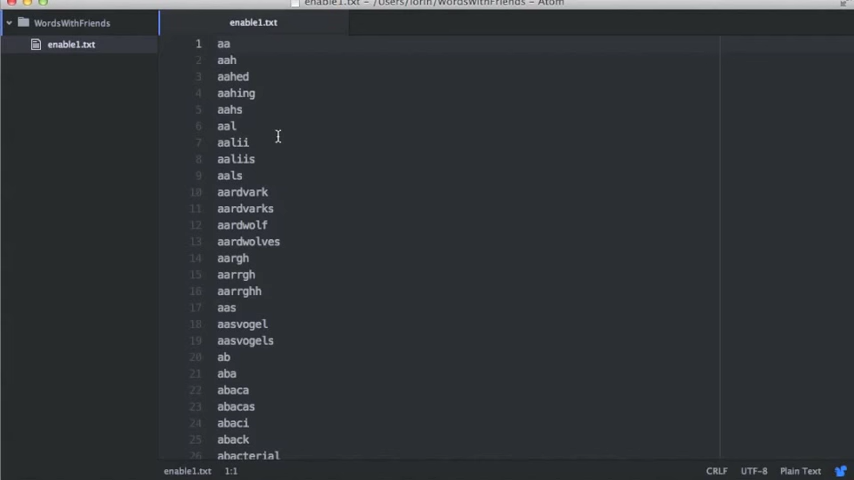 enable1.txt - /Users/lorin/WordsWithFriends - Atom
WordsWithFriends
enable1.txt
enable1.txt
1 aa
2 aah
3 aahed
4 aahing
5 aahs
6 aal
7 aalii
8 aaliis
9 aals
10 aardvark
11 aardvarks
12 aardwolf
13 aardwolves
14 aargh
15 aarrgh
16 aarrghh
17 aas
18 aasvogel
19 aasvogels
20 ab
21 aba
22 abaca
23 abacas
24 abaci
25 aback
26 abacterial
enable1.txt 1:1 CRLF UTF-8 Plain Text